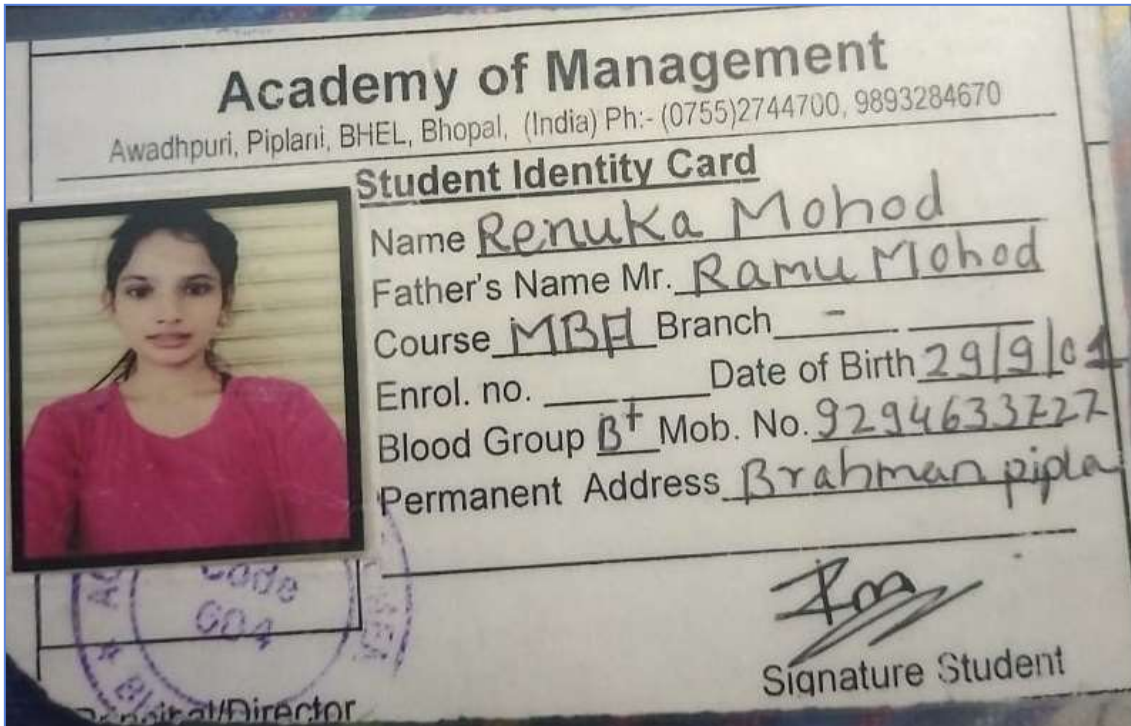 Academy of Management
Awadhpuri, Piplani, BHEL, Bhopal, (India) Ph:- (0755)2744700, 9893284670
Student Identity Card
Name Renuka Mohod
Father's Name Mr. Ramu Mohod
Course MBA Branch -
Enrol. no. Date of Birth 29/9/01
Blood Group B+ Mob. No. 9294633727
Permanent Address Brahman pipla
Code
604
Signature Student
/Director